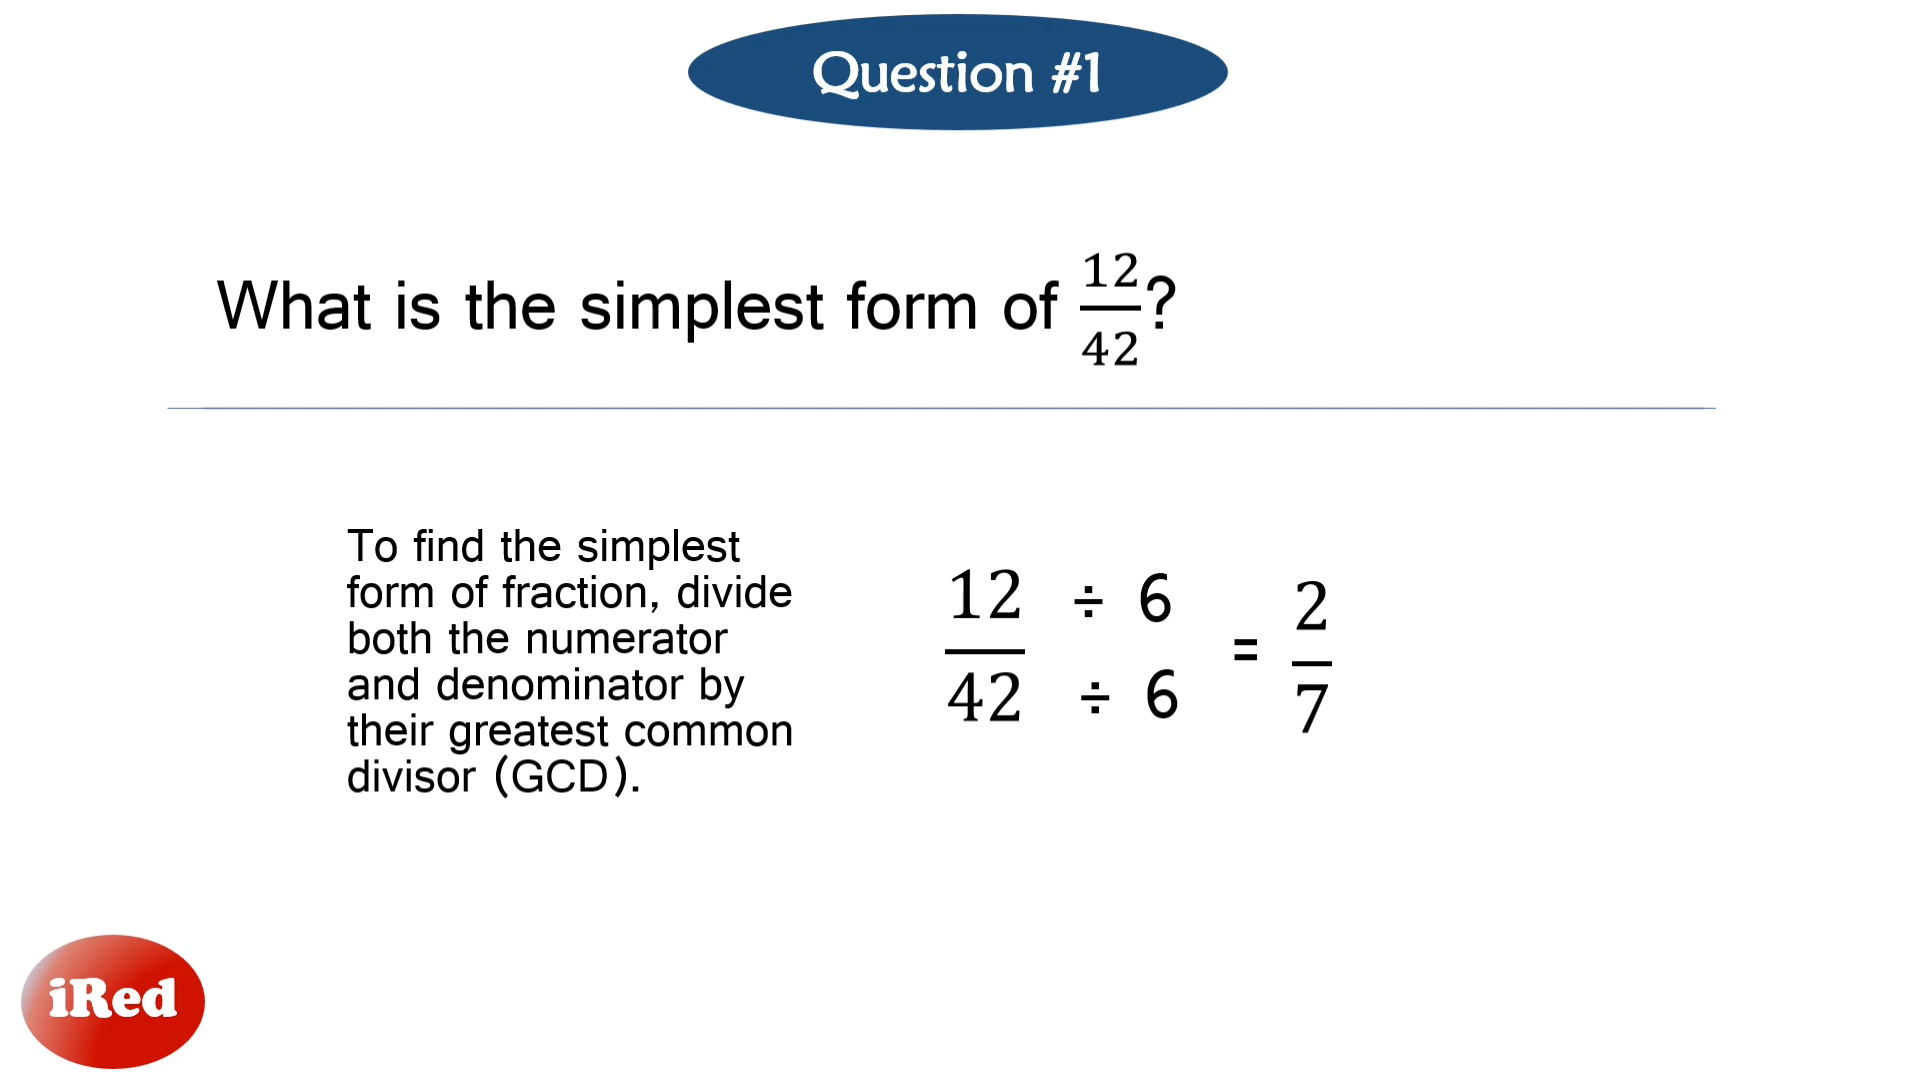 Question #1
What is the simplest form of 12/42?
To find the simplest
form of fraction, divide
both the numerator
and denominator by
their greatest common
divisor (GCD).
12 ÷ 6
42 ÷ 6
=
2
7
iRed